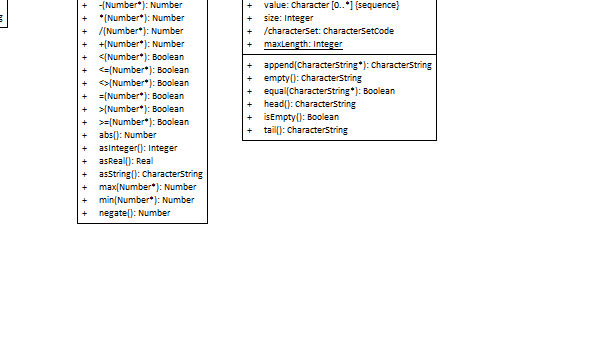 g
+ -(Number*): Number
+ *(Number*): Number
+ /(Number*): Number
+ +(Number*): Number
+ <(Number*): Boolean
+ <=(Number*): Boolean
+ <>(Number*): Boolean
+ =(Number*): Boolean
+ >(Number*): Boolean
+ >=(Number*): Boolean
+ abs(): Number
+ asInteger(): Integer
+ asReal(): Real
+ asString(): CharacterString
+ max(Number*): Number
+ min(Number*): Number
+ negate(): Number
+ value: Character [0..*] {sequence}
+ size: Integer
+ /characterSet: CharacterSetCode
+ maxLength: Integer
+ append(CharacterString*): CharacterString
+ empty(): CharacterString
+ equal(CharacterString*): Boolean
+ head(): CharacterString
+ isEmpty(): Boolean
+ tail(): CharacterString